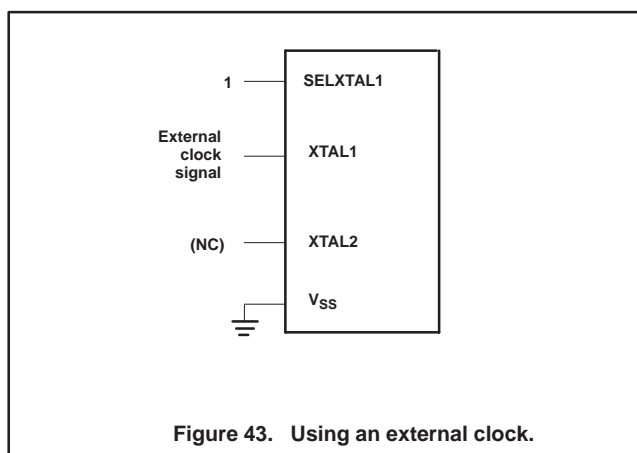 1
SELXTAL1
External
clock
signal
XTAL1
(NC)
XTAL2
VSS
Figure 43. Using an external clock.